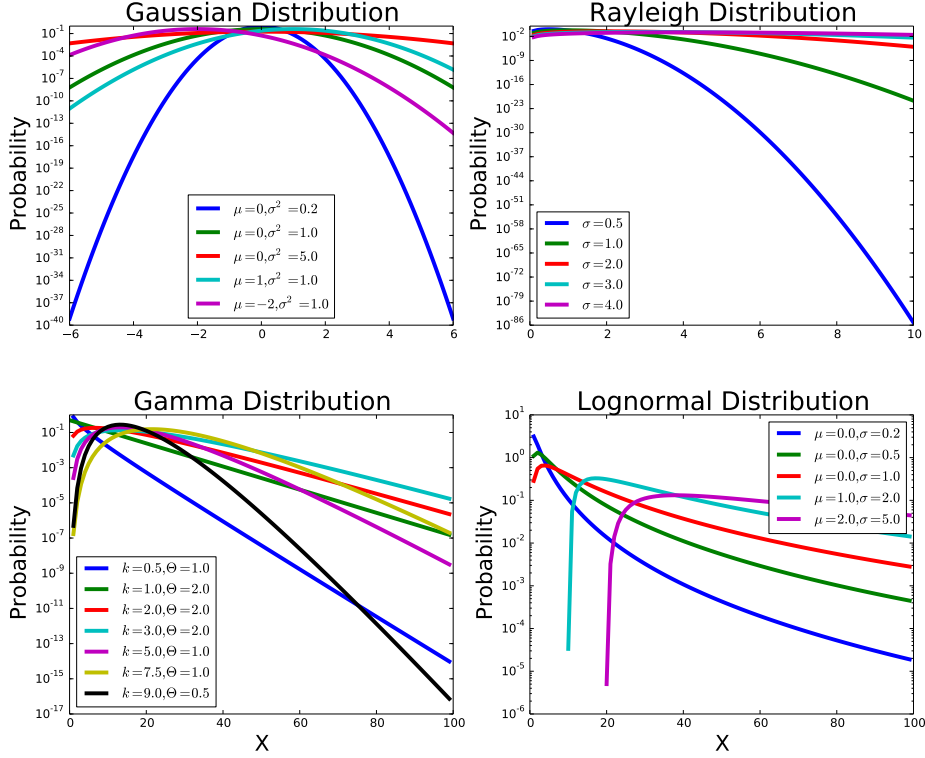 Gaussian Distribution
Probability
10^-1
10^-4
10^-7
10^-10
10^-13
10^-16
10^-19
10^-22
10^-25
10^-28
10^-31
10^-34
10^-37
10^-40
μ=0,σ² =0.2
μ=0,σ² =1.0
μ=0,σ² =5.0
μ=1,σ² =1.0
μ=−2,σ² =1.0
−6 −4 −2 0 2 4 6
Rayleigh Distribution
Probability
10^-2
10^-9
10^-16
10^-23
10^-30
10^-37
10^-44
10^-51
10^-58
10^-65
10^-72
10^-79
10^-86
σ=0.5
σ=1.0
σ=2.0
σ=3.0
σ=4.0
0 2 4 6 8 10
Gamma Distribution
Probability
10^-1
10^-3
10^-5
10^-7
10^-9
10^-11
10^-13
10^-15
10^-17
k=0.5,Θ=1.0
k=1.0,Θ=2.0
k=2.0,Θ=2.0
k=3.0,Θ=2.0
k=5.0,Θ=1.0
k=7.5,Θ=1.0
k=9.0,Θ=0.5
0 20 40 60 80 100
X
Lognormal Distribution
Probability
10^1
10^0
10^-1
10^-2
10^-3
10^-4
10^-5
10^-6
μ=0.0,σ=0.2
μ=0.0,σ=0.5
μ=0.0,σ=1.0
μ=1.0,σ=2.0
μ=2.0,σ=5.0
0 20 40 60 80 100
X